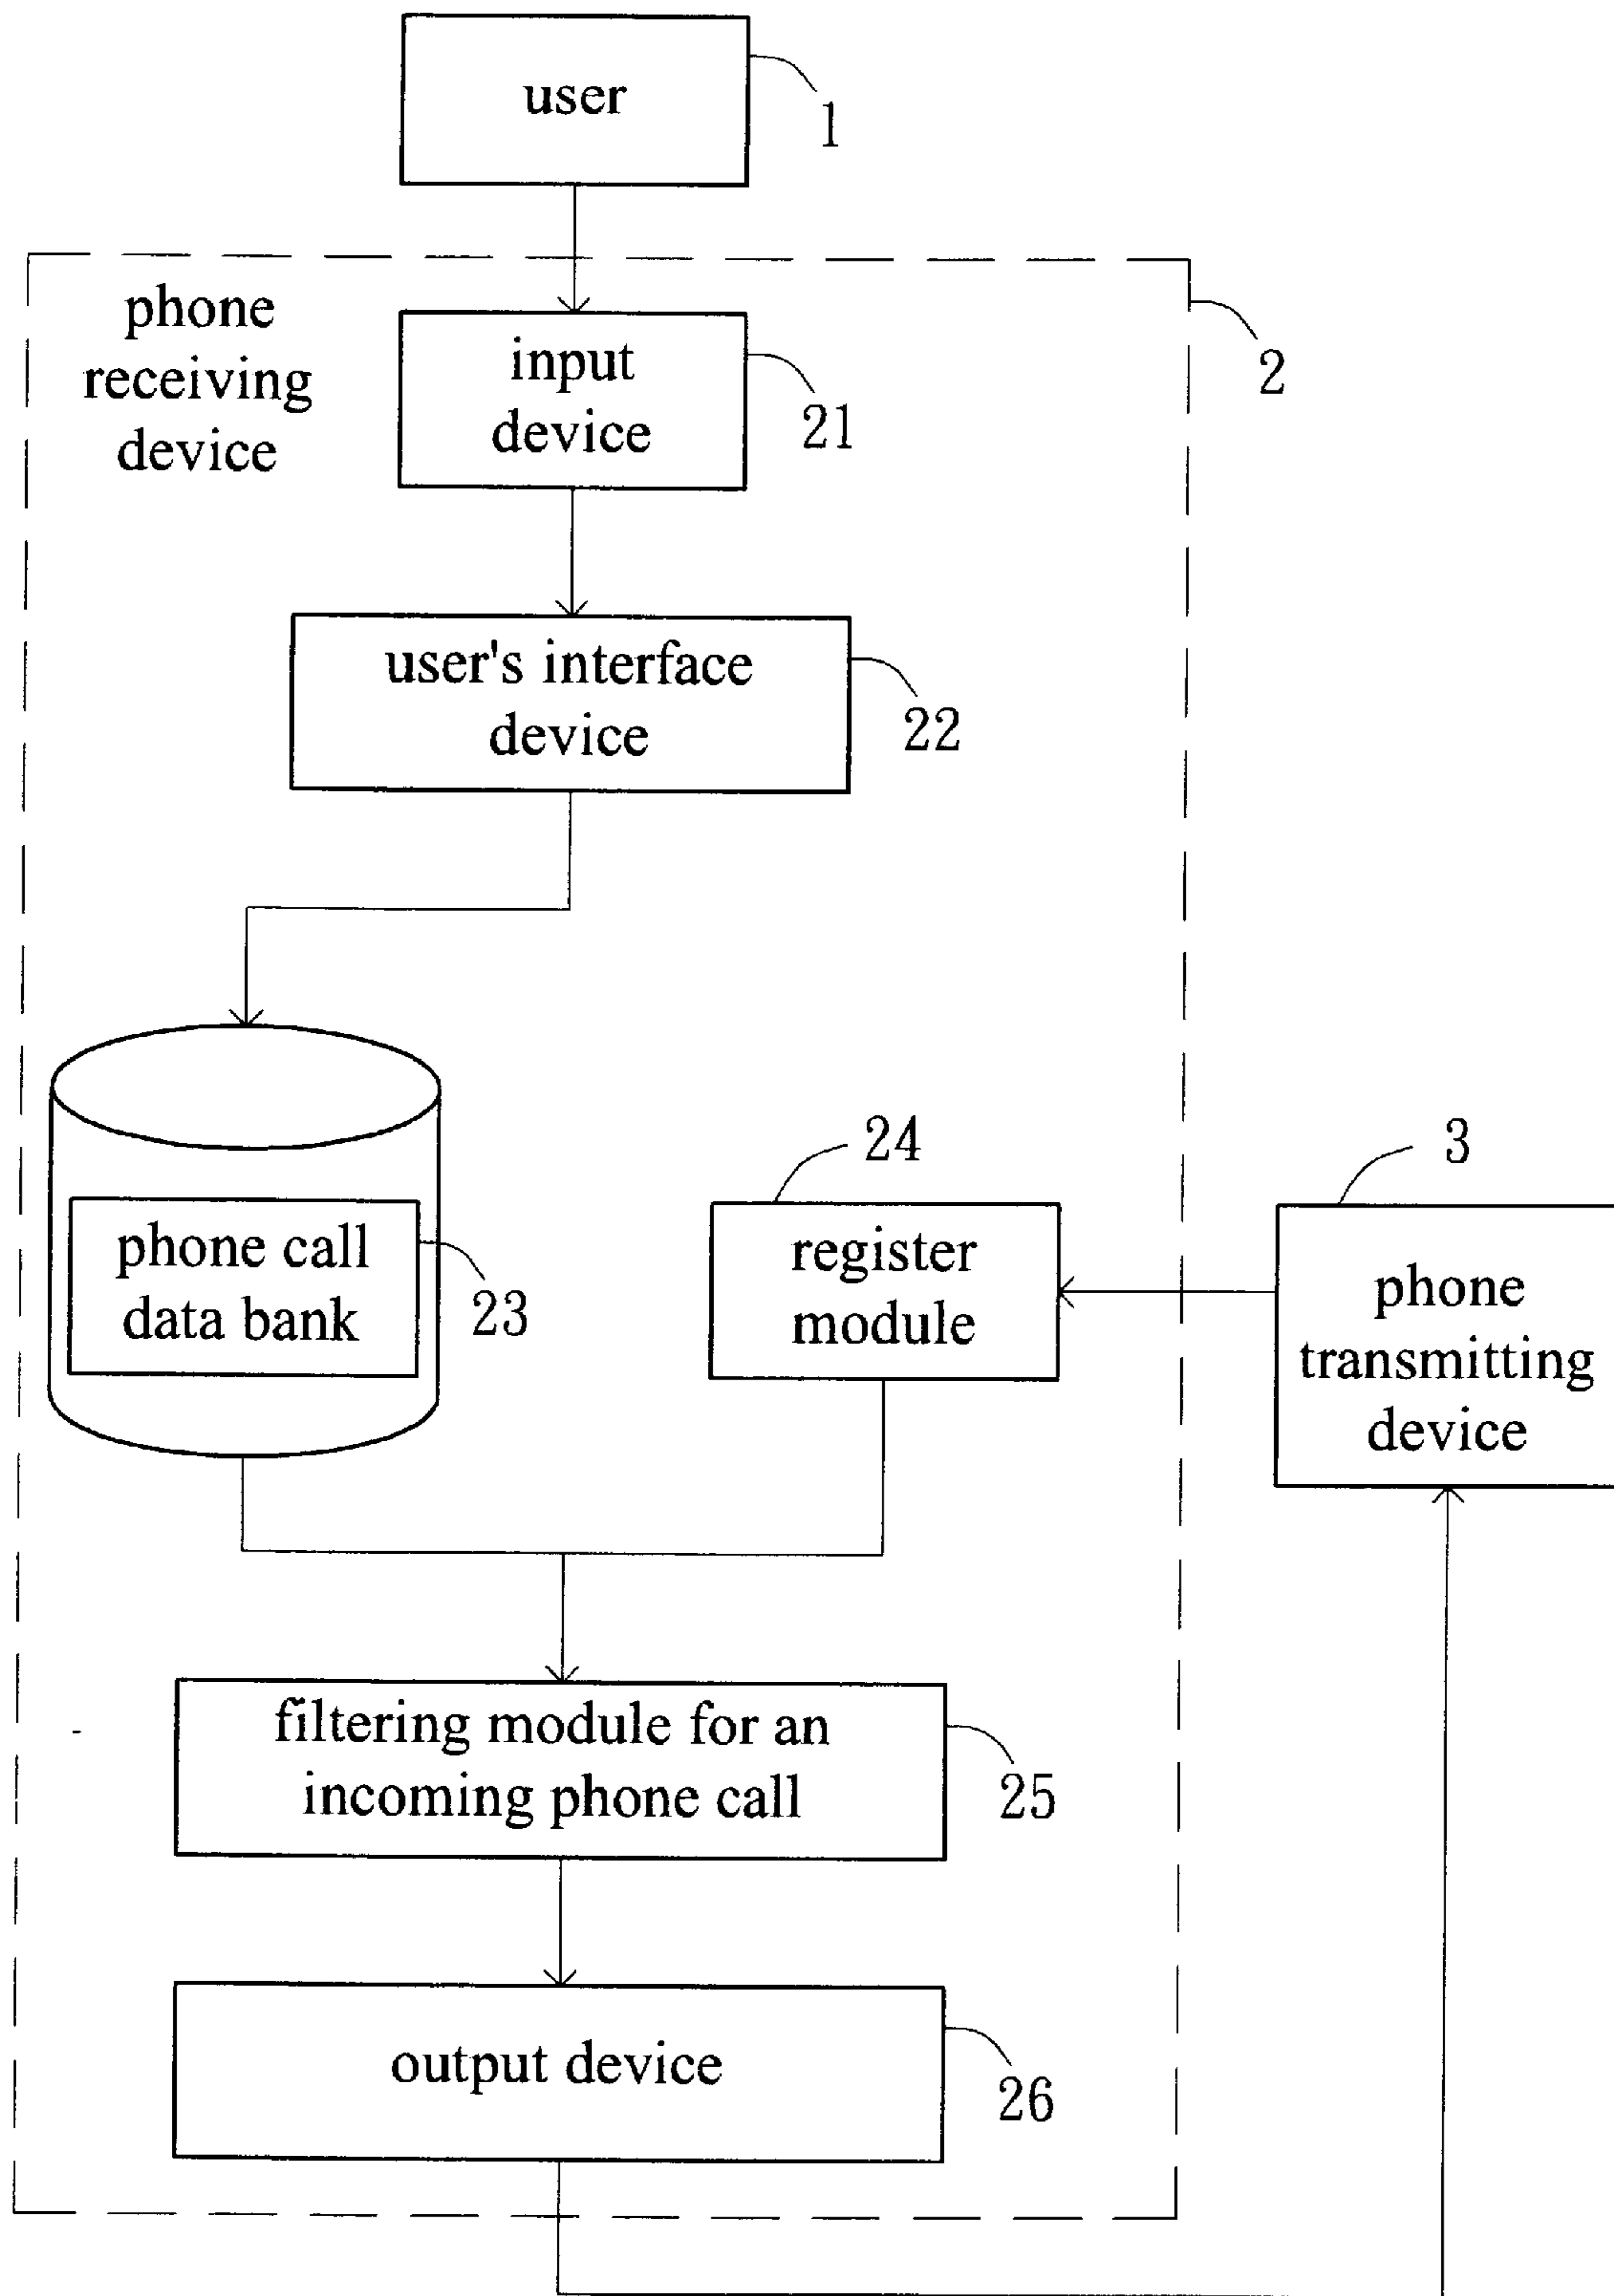 user
1
phone
receiving
device
2
input
device
21
user's interface
device
22
24
3
phone call
data bank
23
register
module
phone
transmitting
device
filtering module for an
incoming phone call
25
output device
26